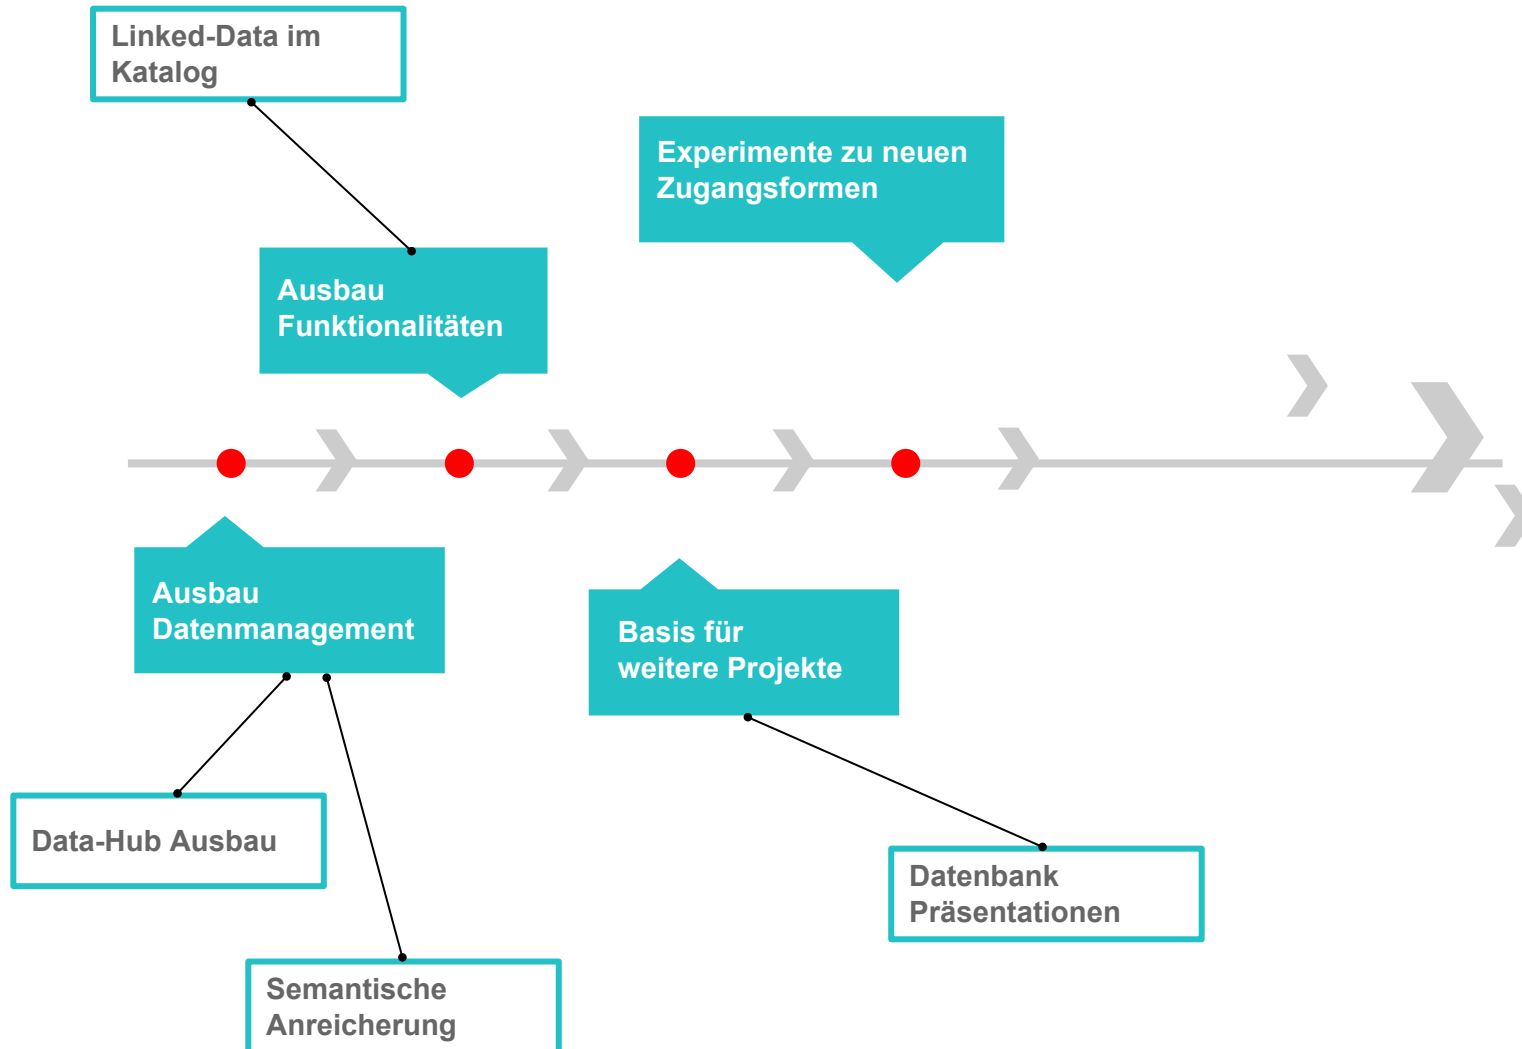 Linked-Data im
Katalog
Experimente zu neuen
Zugangsformen
Ausbau
Funktionalitäten
Ausbau
Datenmanagement
Basis für
weitere Projekte
Data-Hub Ausbau
Datenbank
Präsentationen
Semantische
Anreicherung